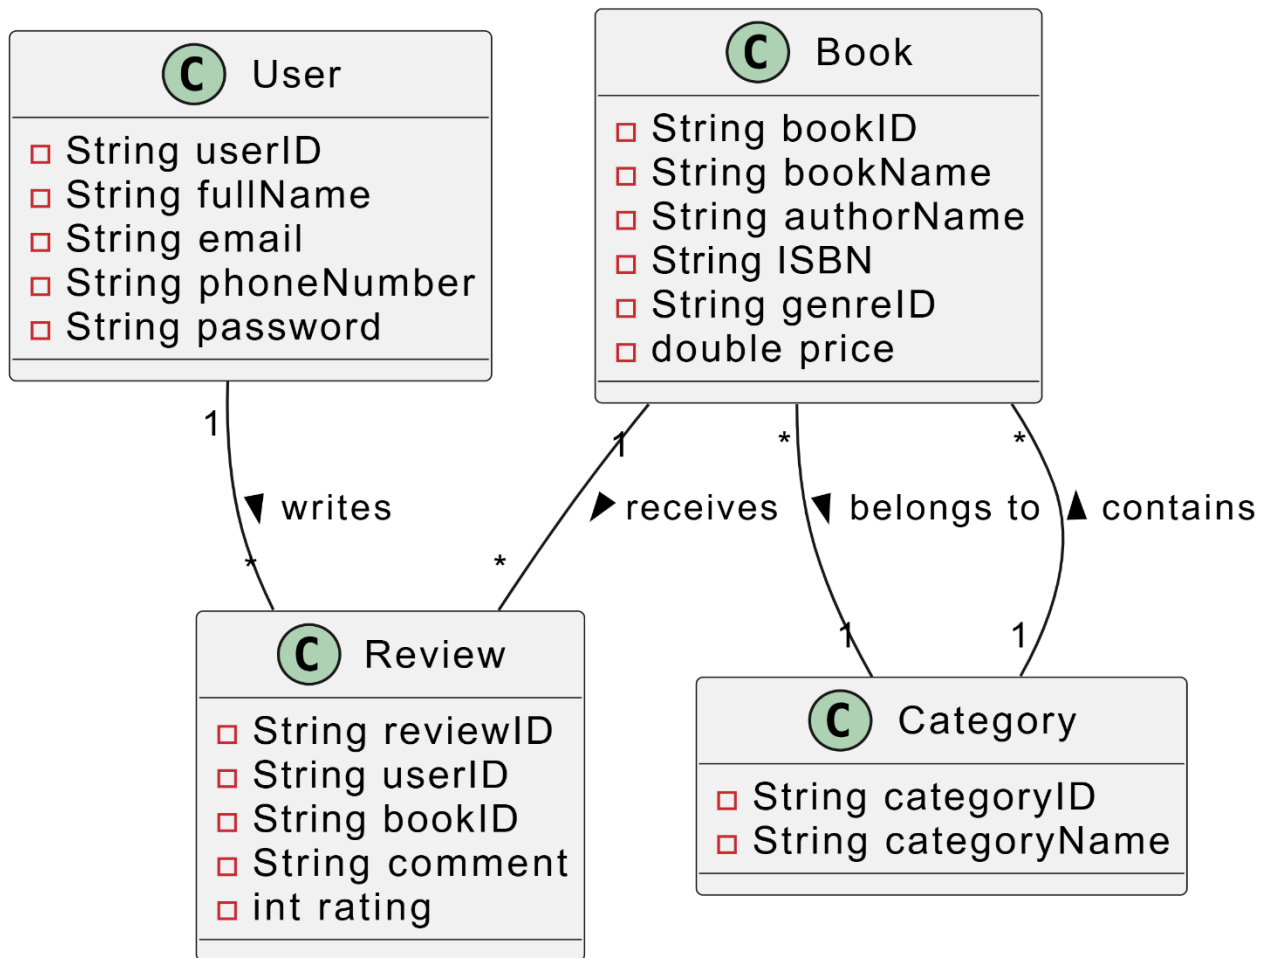 C User
String userID
String fullName
String email
String phoneNumber
String password
C Book
String bookID
String bookName
String authorName
String ISBN
String genreID
double price
1
1
*
*
writes
receives
belongs to
contains
*
*
1
1
C Review
String reviewID
String userID
String bookID
String comment
int rating
C Category
String categoryID
String categoryName